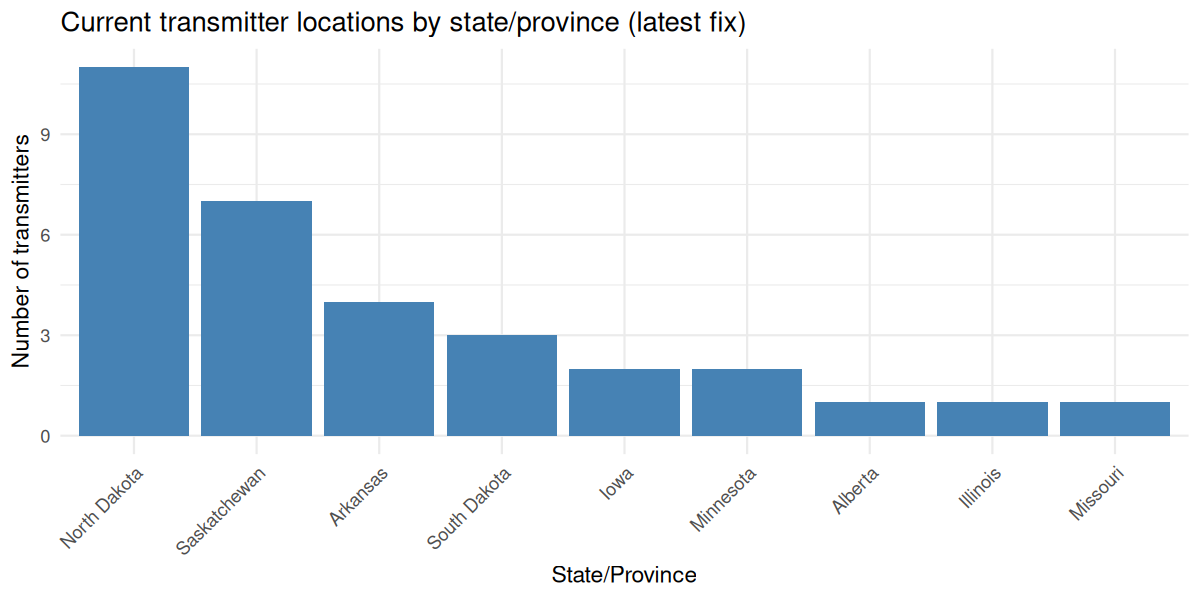 Current transmitter locations by state/province (latest fix)
Number of transmitters
9
6
3
0
North Dakota
Saskatchewan
Arkansas
South Dakota
Iowa
Minnesota
Alberta
Illinois
Missouri
State/Province